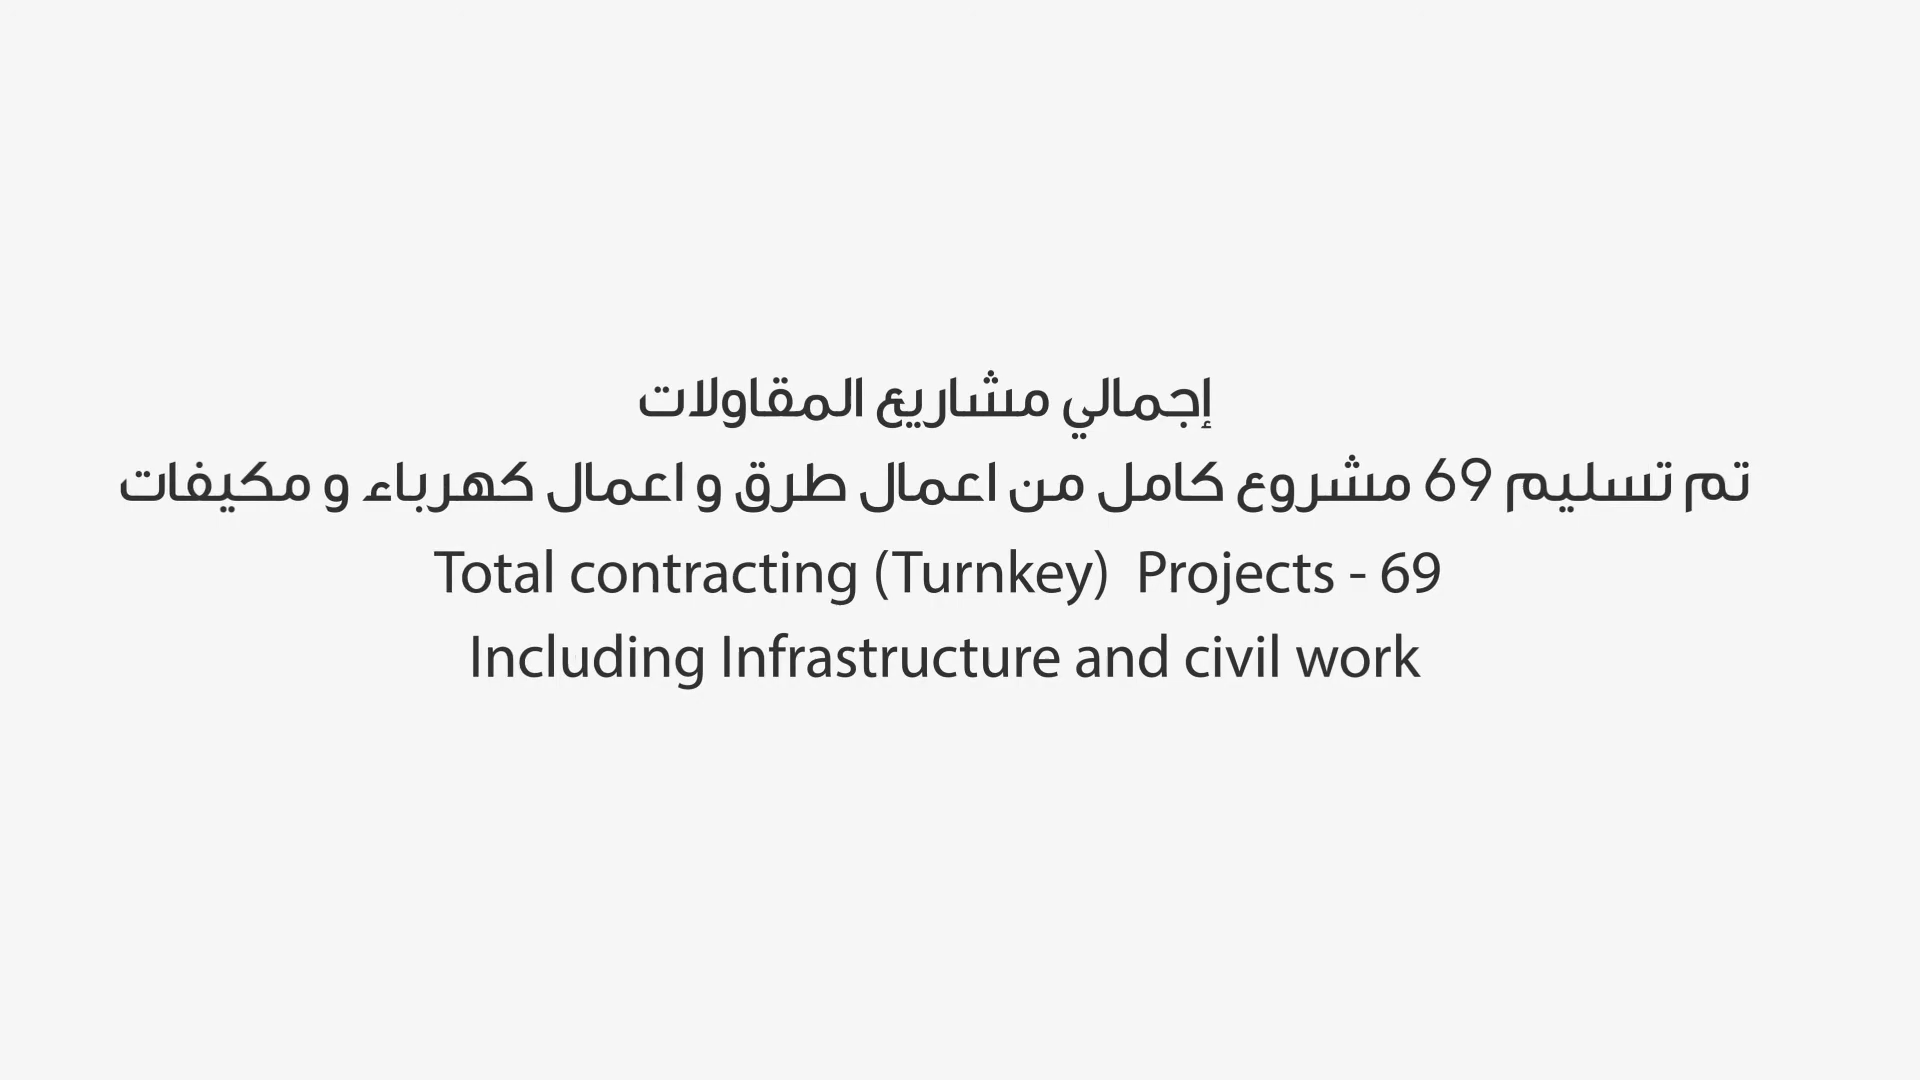 إجمالي مشاريع المقاولات
تم تسليم 69 مشروع كامل من اعمال طرق و اعمال كهرباء و مكيفات
Total contracting (Turnkey)  Projects - 69
Including Infrastructure and civil work